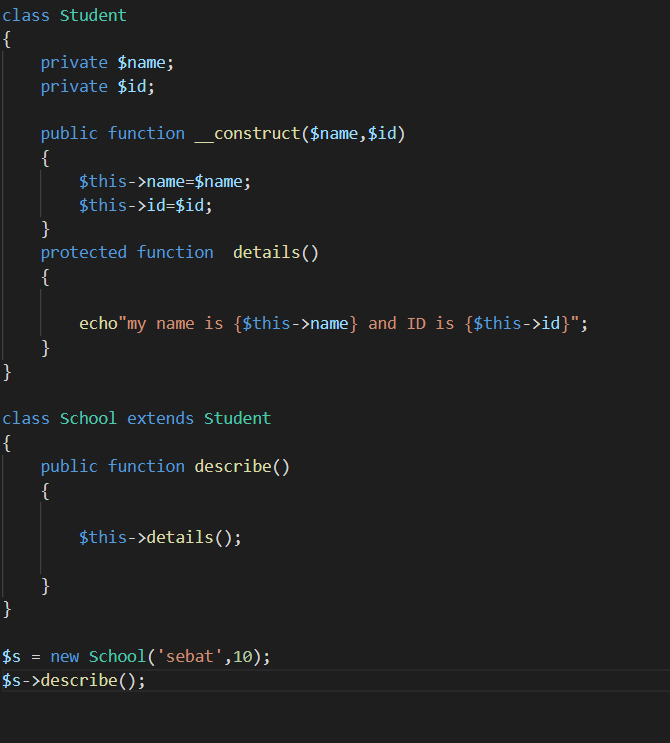 class Student
{
    private $name;
    private $id;

    public function __construct($name,$id)
    {
        $this->name=$name;
        $this->id=$id;
    }
    protected function  details()
    {

        echo"my name is {$this->name} and ID is {$this->id}";
    }
}

class School extends Student
{
    public function describe()
    {

        $this->details();

    }
}

$s = new School('sebat',10);
$s->describe();